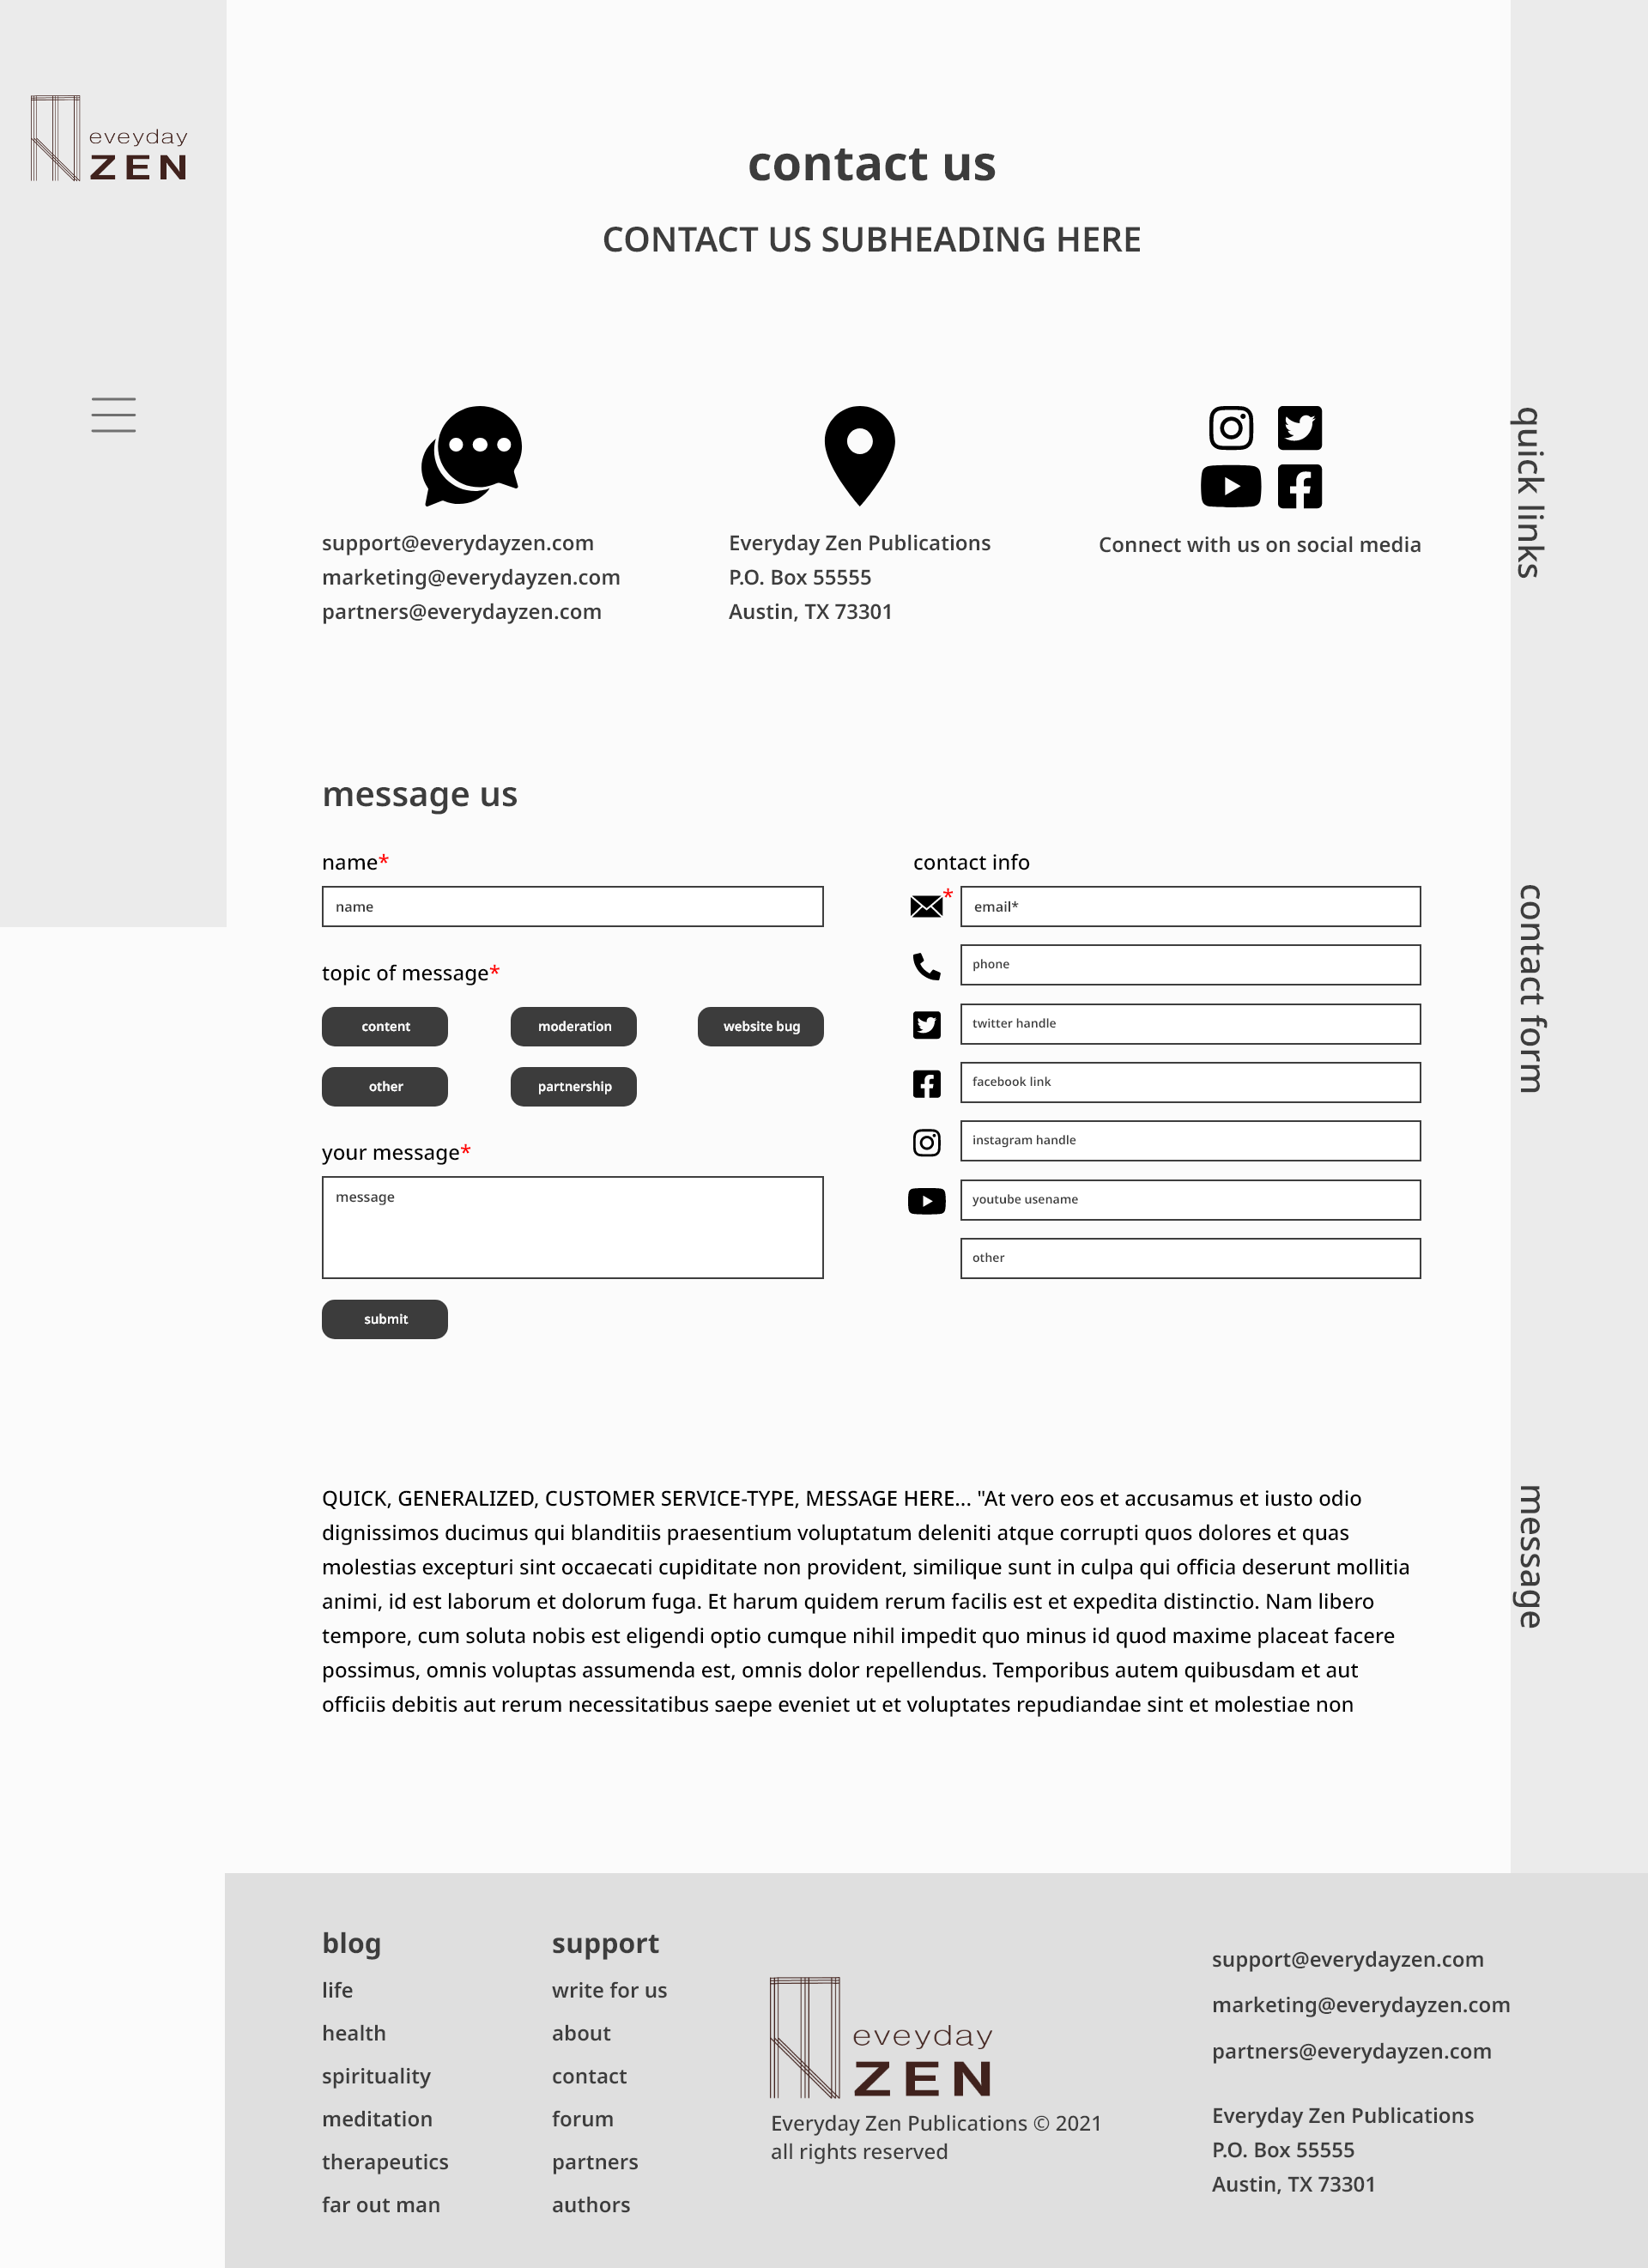 eveyday
ZEN
contact us
CONTACT US SUBHEADING HERE
support@everydayzen.com
marketing@everydayzen.com
partners@everydayzen.com
Everyday Zen Publications
P.O. Box 55555
Austin, TX 73301
Connect with us on social media
quick links
message us
name*
name
topic of message*
content
moderation
website bug
other
partnership
your message*
message
submit
contact info
*
email*
phone
twitter handle
facebook link
instagram handle
youtube usename
other
contact form
QUICK, GENERALIZED, CUSTOMER SERVICE-TYPE, MESSAGE HERE... "At vero eos et accusamus et iusto odio
dignissimos ducimus qui blanditiis praesentium voluptatum deleniti atque corrupti quos dolores et quas
molestias excepturi sint occaecati cupiditate non provident, similique sunt in culpa qui officia deserunt mollitia
animi, id est laborum et dolorum fuga. Et harum quidem rerum facilis est et expedita distinctio. Nam libero
tempore, cum soluta nobis est eligendi optio cumque nihil impedit quo minus id quod maxime placeat facere
possimus, omnis voluptas assumenda est, omnis dolor repellendus. Temporibus autem quibusdam et aut
officiis debitis aut rerum necessitatibus saepe eveniet ut et voluptates repudiandae sint et molestiae non
message
blog
life
health
spirituality
meditation
therapeutics
far out man
support
write for us
about
contact
forum
partners
authors
eveyday
ZEN
Everyday Zen Publications © 2021
all rights reserved
support@everydayzen.com
marketing@everydayzen.com
partners@everydayzen.com
Everyday Zen Publications
P.O. Box 55555
Austin, TX 73301